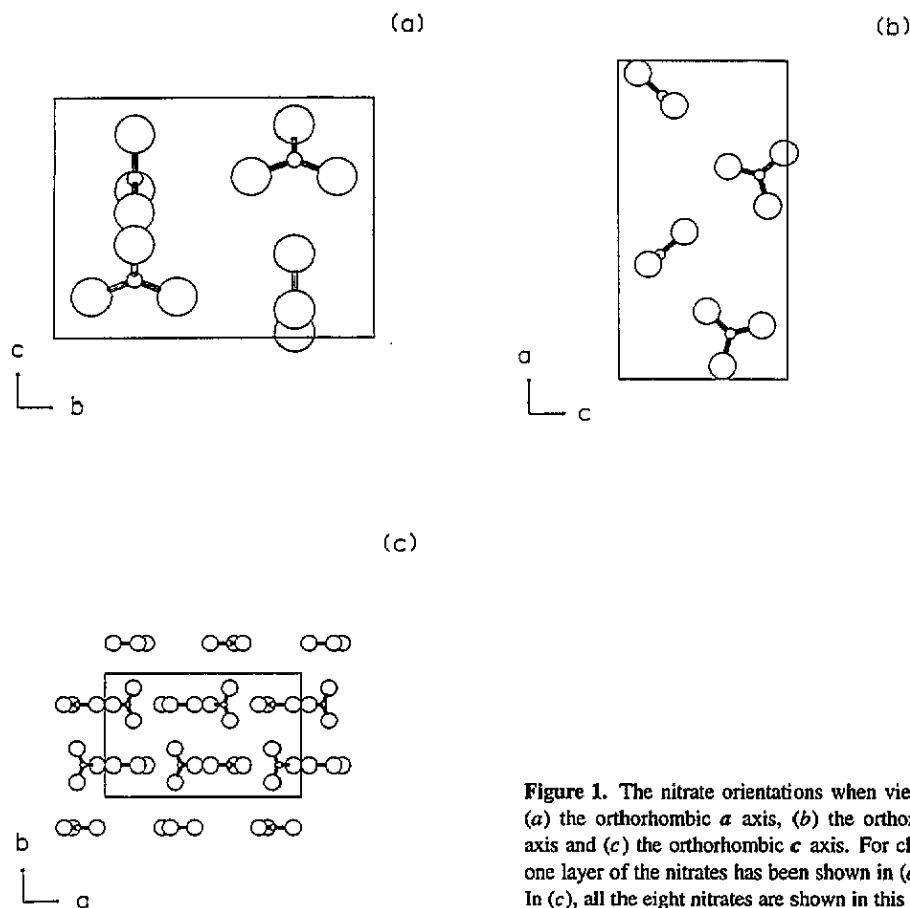 (a)
(b)
c
b
a
c
(c)
b
a
Figure 1. The nitrate orientations when vie
(a) the orthorhombic a axis, (b) the orthor
axis and (c) the orthorhombic c axis. For cl
one layer of the nitrates has been shown in (
In (c), all the eight nitrates are shown in this